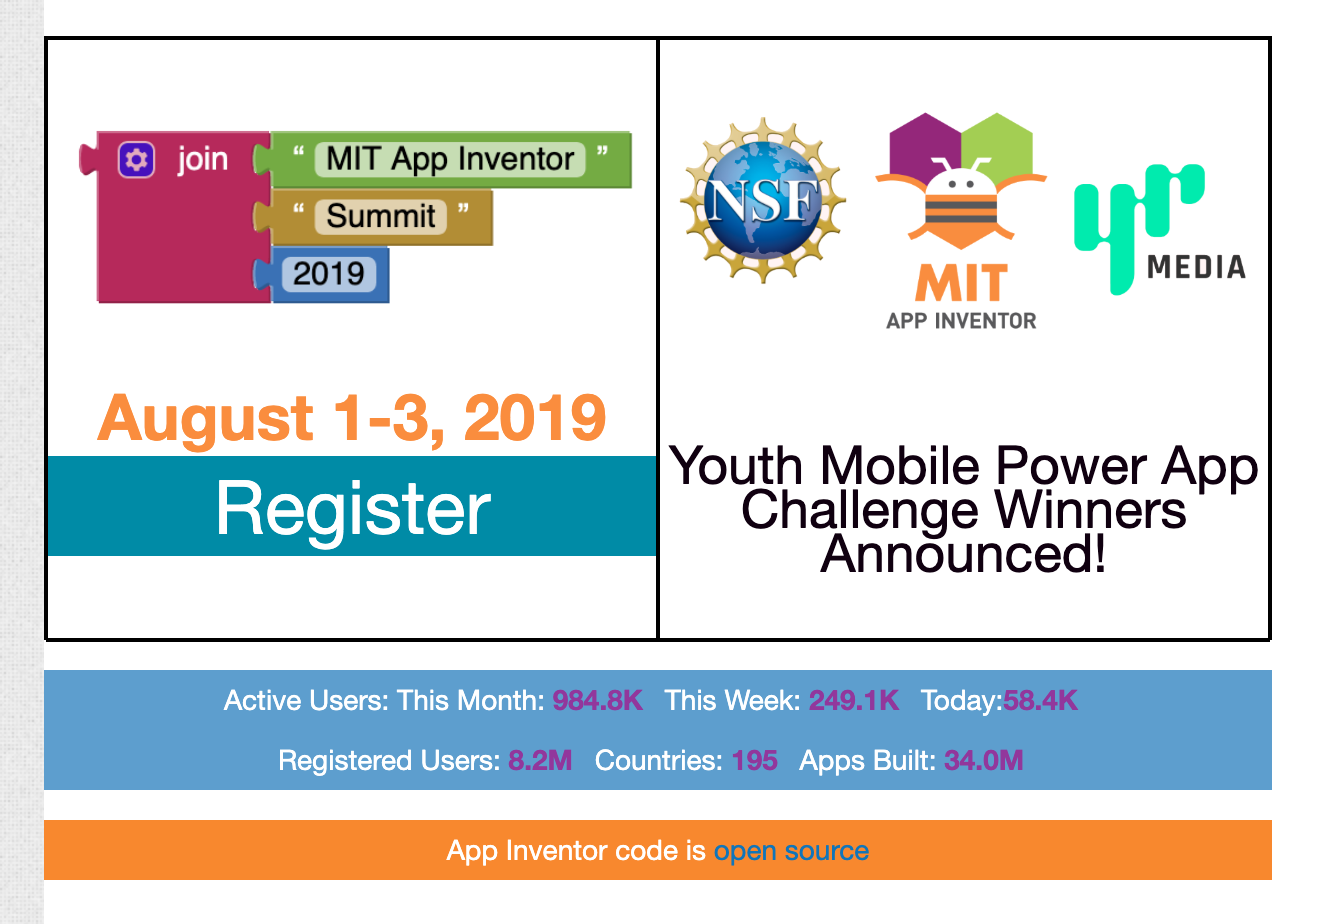 join “ MIT App Inventor ”
“ Summit ”
2019
August 1-3, 2019
Register
NSF
MIT
APP INVENTOR
yr
MEDIA
Youth Mobile Power App
Challenge Winners
Announced!
Active Users: This Month: 984.8K This Week: 249.1K Today:58.4K
Registered Users: 8.2M Countries: 195 Apps Built: 34.0M
App Inventor code is open source